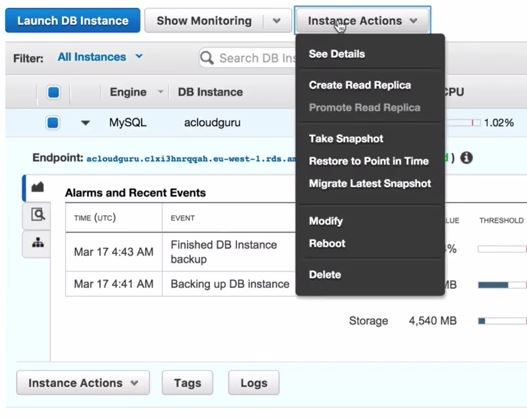 Launch DB Instance Show Monitoring Instance Actions
Filter: All Instances Search DB Ins
Engine DB Instance CPU
MySQL acloudguru 1.02%
Endpoint: acloudguru.clxi3hnrqqah.eu-west-1.rds.am )
See Details
Create Read Replica
Promote Read Replica
Take Snapshot
Restore to Point in Time
Migrate Latest Snapshot
Modify
Reboot
Delete
Alarms and Recent Events
TIME (UTC) EVENT LUE THRESHOLD
Mar 17 4:43 AM Finished DB Instance
backup %
Mar 17 4:41 AM Backing up DB instance MB
Storage 4,540 MB
Instance Actions Tags Logs